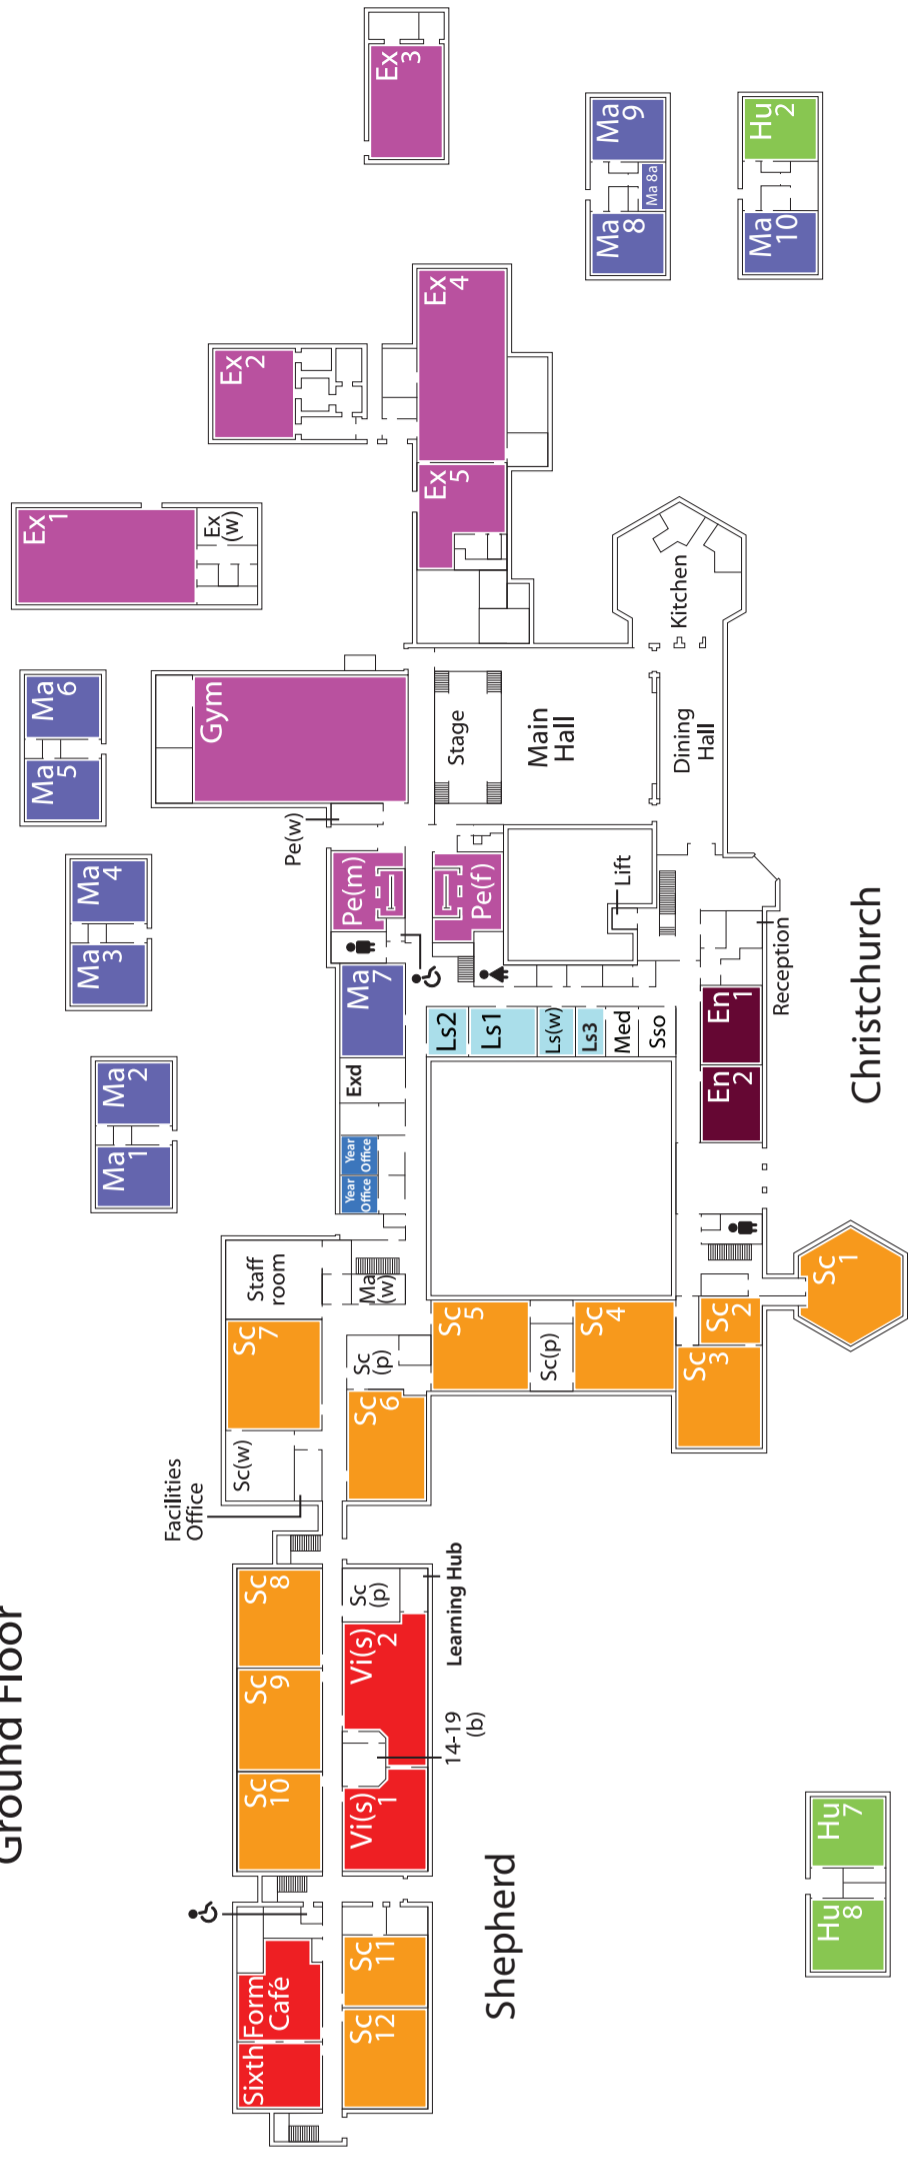 Ground Floor
Ex
3
Ma
9
Ma 8a
Ma
8
Hu
2
Ma
10
Ex
4
Ex
2
Ex
5
Ex
1
Ex
(w)
Kitchen
Ma
6
Ma
5
Gym
Stage
Main
Hall
Dining
Hall
Pe(w)
Ma
4
Ma
3
Pe(m)
Pe(f)
Lift
Reception
Ma
7
Ls2
Ls1
Ls(w)
Ls3
Med
Sso
En
1
En
2
Christchurch
Exd
Year
Office
Year
Office
Ma
2
Ma
1
Staff
room
Ma
(w)
Sc
7
Sc
(p)
Sc
5
Sc(p)
Sc
4
Sc
2
Sc
1
Sc
3
Sc
6
Sc(w)
Facilities
Office
Sc
8
Sc
(p)
Learning Hub
Sc
9
Vi(s)
2
14-19
(b)
Sc
10
Vi(s)
1
Shepherd
Sixth Form
Café
Sc
11
Sc
12
Hu
7
Hu
8